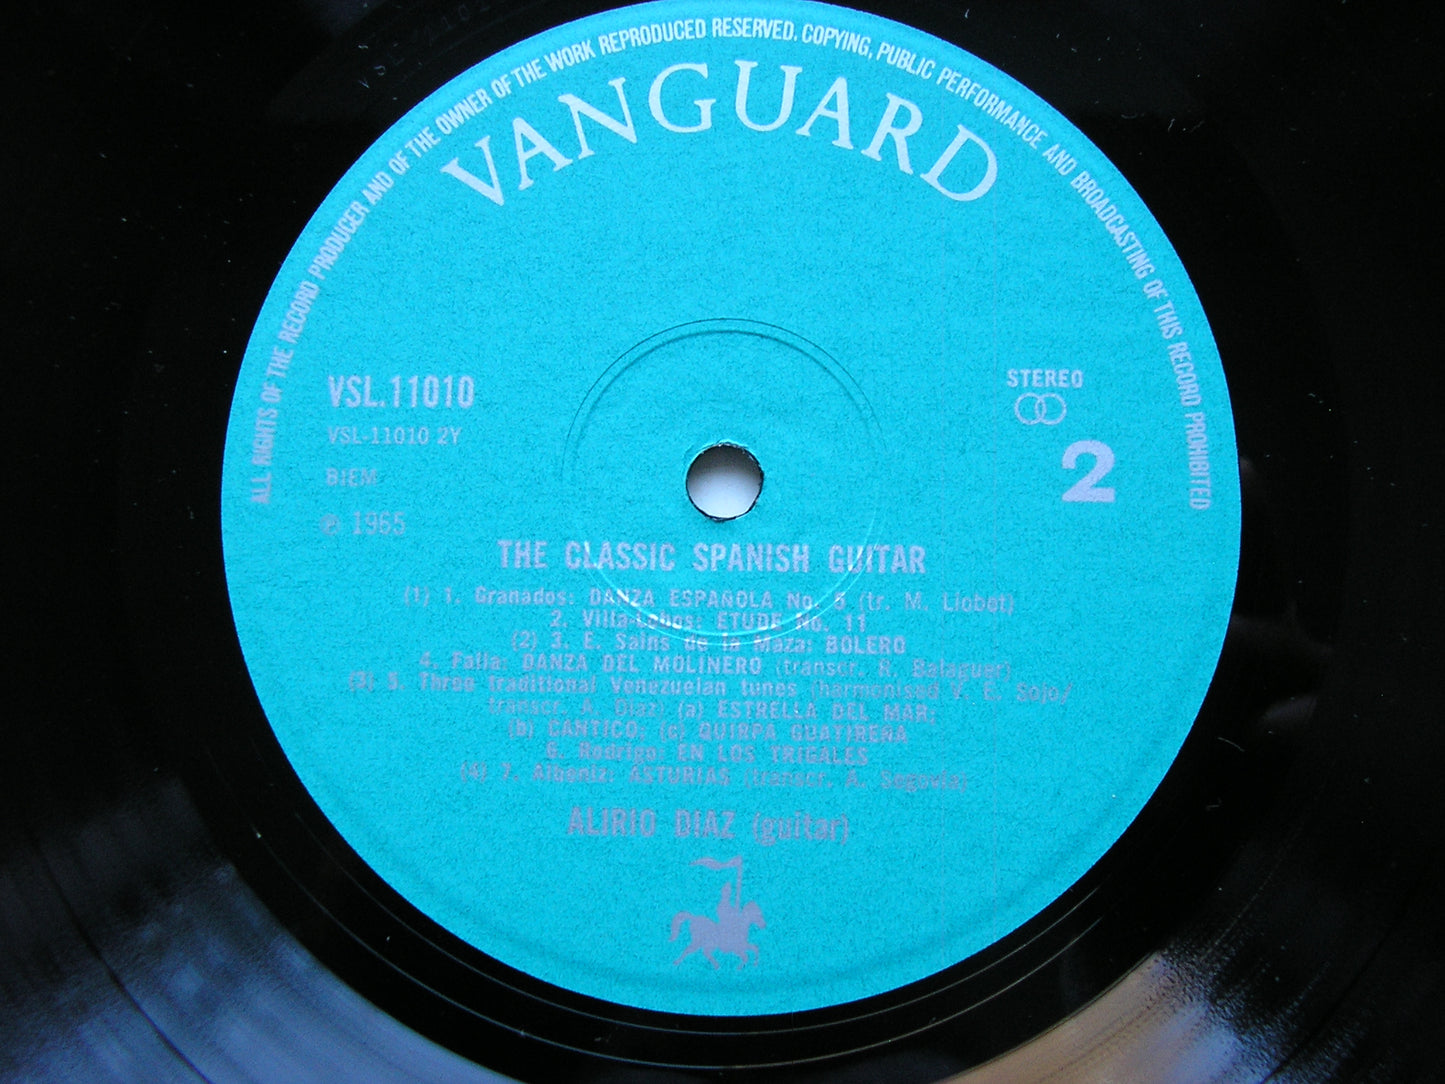 ALL RIGHTS OF THE RECORD PRODUCER AND OF THE OWNER OF THE WORK REPRODUCED RESERVED. COPYING, PUBLIC PERFORMANCE AND BROADCASTING OF THIS RECORD PROHIBITED
VANGUARD
VSL.11010
STEREO
VSL-11010 2Y
2
BIEM
℗ 1965
THE CLASSIC SPANISH GUITAR
(1) 1. Granados: DANZA ESPAÑOLA No. 5 (tr. M. Llobet)
2. Villa-Lobos: ETUDE No. 11
(2) 3. E. Sains de la Maza: BOLERO
4. Falla: DANZA DEL MOLINERO (transcr. R. Balaguer)
(3) 5. Three traditional Venezuelan tunes (harmonised V. E. Sojo/
transcr. A. Diaz) (a) ESTRELLA DEL MAR;
(b) CANTICO; (c) QUIRPA GUATIREÑA
6. Rodrigo: EN LOS TRIGALES
(4) 7. Albeniz: ASTURIAS (transcr. A. Segovia)
ALIRIO DIAZ (guitar)